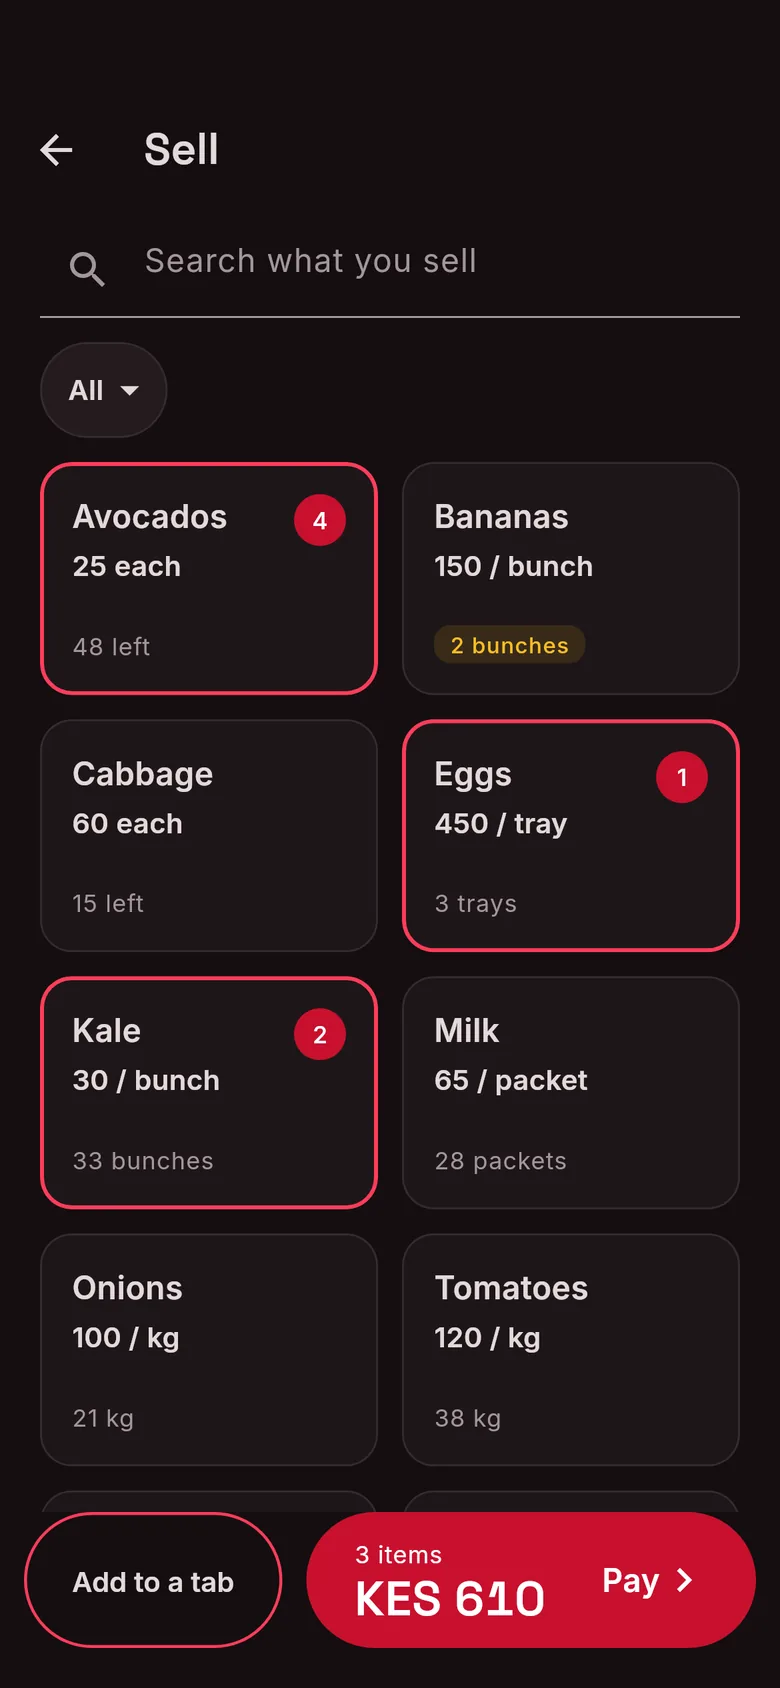 Sell
Search what you sell
All
Avocados
4
25 each
48 left
Bananas
150 / bunch
2 bunches
Cabbage
60 each
15 left
Eggs
1
450 / tray
3 trays
Kale
2
30 / bunch
33 bunches
Milk
65 / packet
28 packets
Onions
100 / kg
21 kg
Tomatoes
120 / kg
38 kg
Add to a tab
3 items
KES 610
Pay